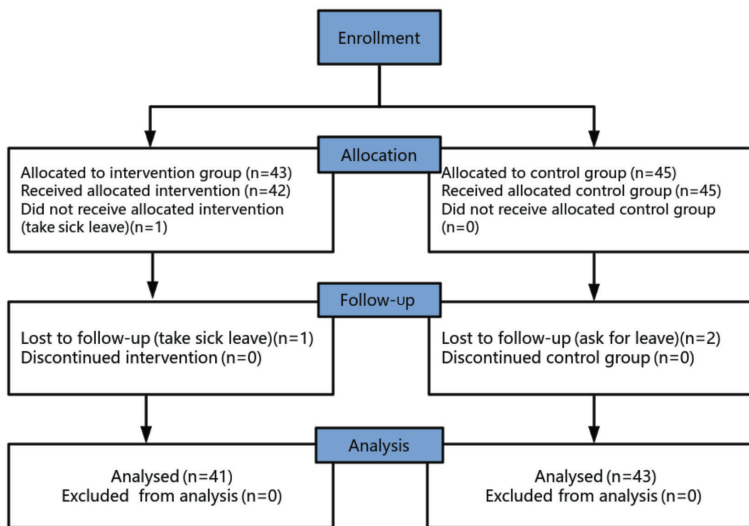 Enrollment
Allocation
Allocated to intervention group (n=43)
Received allocated intervention (n=42)
Did not receive allocated intervention
(take sick leave)(n=1)
Allocated to control group (n=45)
Received allocated control group (n=45)
Did not receive allocated control group
(n=0)
Follow-up
Lost to follow-up (take sick leave)(n=1)
Discontinued intervention (n=0)
Lost to follow-up (ask for leave)(n=2)
Discontinued control group (n=0)
Analysis
Analysed (n=41)
Excluded from analysis (n=0)
Analysed (n=43)
Excluded from analysis (n=0)